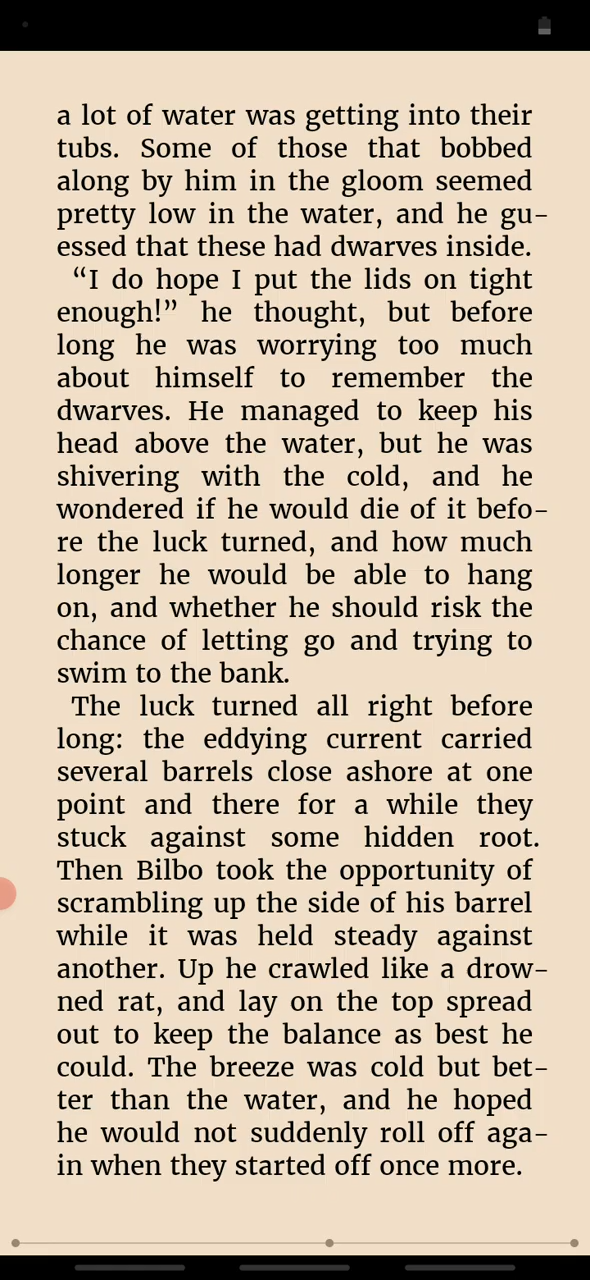 a lot of water was getting into their
tubs. Some of those that bobbed
along by him in the gloom seemed
pretty low in the water, and he gu-
essed that these had dwarves inside.
“I do hope I put the lids on tight
enough!” he thought, but before
long he was worrying too much
about himself to remember the
dwarves. He managed to keep his
head above the water, but he was
shivering with the cold, and he
wondered if he would die of it befo-
re the luck turned, and how much
longer he would be able to hang
on, and whether he should risk the
chance of letting go and trying to
swim to the bank.
The luck turned all right before
long: the eddying current carried
several barrels close ashore at one
point and there for a while they
stuck against some hidden root.
Then Bilbo took the opportunity of
scrambling up the side of his barrel
while it was held steady against
another. Up he crawled like a drow-
ned rat, and lay on the top spread
out to keep the balance as best he
could. The breeze was cold but bet-
ter than the water, and he hoped
he would not suddenly roll off aga-
in when they started off once more.